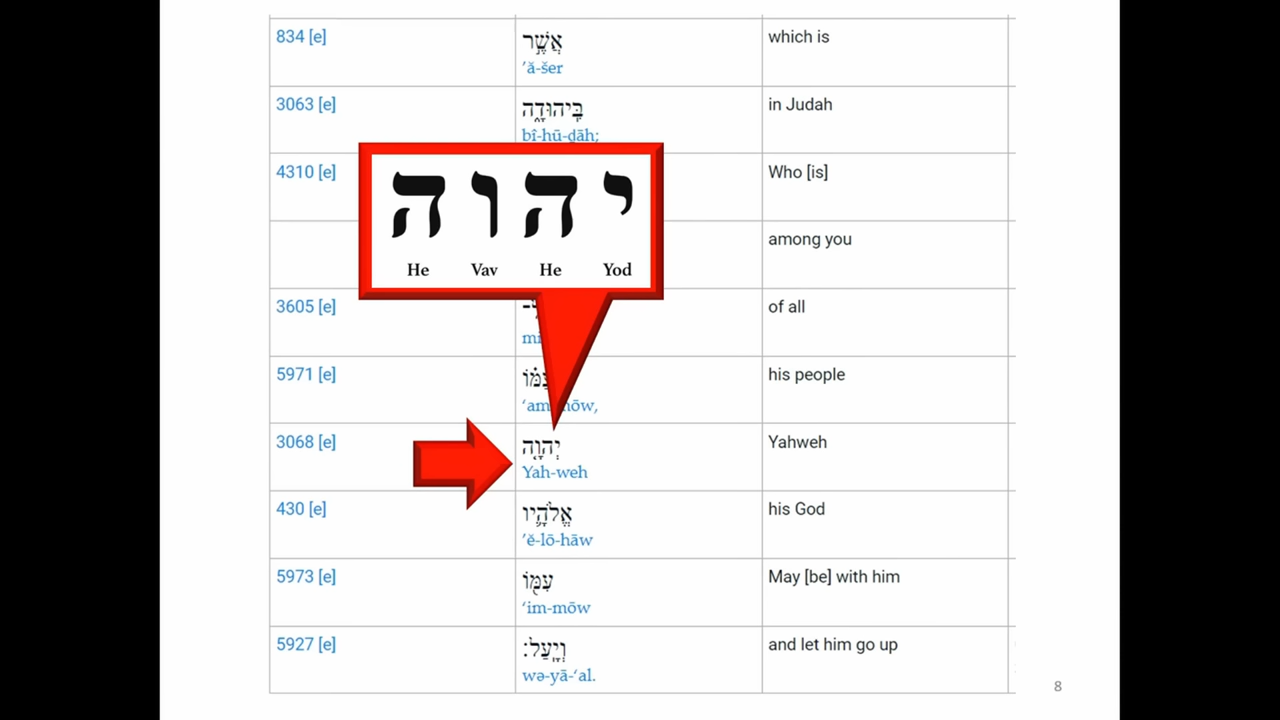 834 [e] אֲשֶׁ֣ר which is
’ă-šer
3063 [e] בִּֽיהוּדָ֑ה in Judah
bî-hū-ḏāh;
4310 [e] Who [is]
יהוה
among you
He Vav He Yod
3605 [e] of all
5971 [e] his people
3068 [e] יְהוָ֧ה Yahweh
Yah-weh
430 [e] אֱלֹהָ֛יו his God
’ĕ-lō-hāw
5973 [e] עִמּ֖וֹ May [be] with him
‘im-mōw
5927 [e] וְיָֽעַל׃ and let him go up
wə-yā-‘al.
8